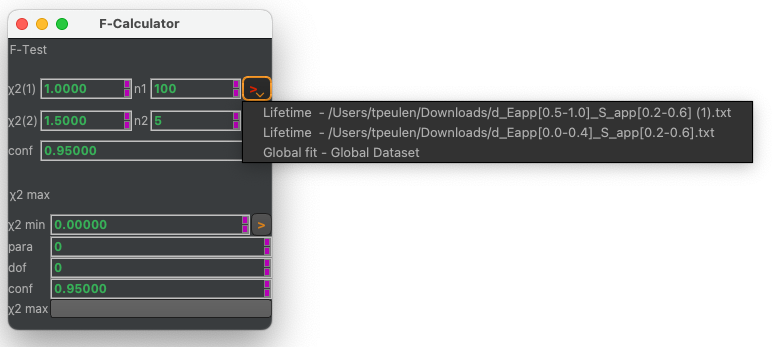 F-Calculator
F-Test
χ2(1) 1.0000 n1 100 >
Lifetime - /Users/tpeulen/Downloads/d_Eapp[0.5-1.0]_S_app[0.2-0.6] (1).txt
χ2(2) 1.5000 n2 5
Lifetime - /Users/tpeulen/Downloads/d_Eapp[0.0-0.4]_S_app[0.2-0.6].txt
conf 0.95000
Global fit - Global Dataset
χ2 max
χ2 min 0.00000 >
para 0
dof 0
conf 0.95000
χ2 max